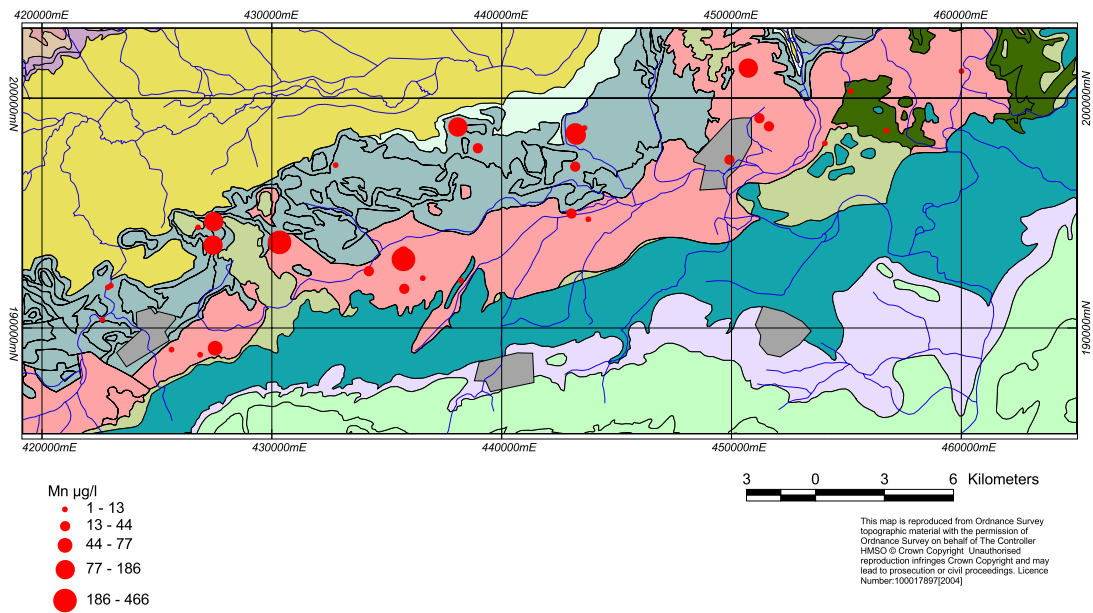 420000mE 430000mE 440000mE 450000mE 460000mE
200000mN 200000mN
190000mN 190000mN
420000mE 430000mE 440000mE 450000mE 460000mE
3 0 3 6 Kilometers
Mn µg/l
1 - 13
13 - 44
44 - 77
77 - 186
186 - 466
This map is reproduced from Ordnance Survey
topographic material with the permission of
Ordnance Survey on behalf of The Controller
HMSO © Crown Copyright Unauthorised
reproduction infringes Crown Copyright and may
lead to prosecution or civil proceedings. Licence
Number:100017897[2004]